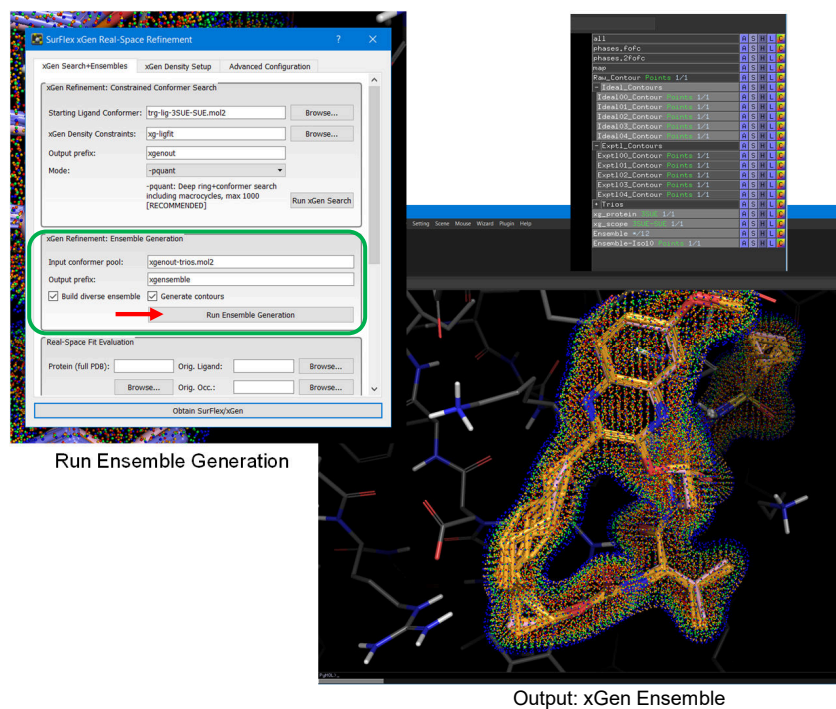 SurFlex xGen Real-Space Refinement
xGen Search+Ensembles xGen Density Setup Advanced Configuration
xGen Refinement: Constrained Conformer Search
Starting Ligand Conformer: trg-lig-3SUE-SUE.mol2 Browse...
xGen Density Constraints: xg-ligfit Browse...
Output prefix: xgenout
Mode: -pquant
-pquant: Deep ring+conformer search
including macrocycles, max 1000
[RECOMMENDED]
Run xGen Search
xGen Refinement: Ensemble Generation
Input conformer pool: xgenout-trios.mol2
Output prefix: xgensemble
Build diverse ensemble Generate contours
Run Ensemble Generation
Real-Space Fit Evaluation
Protein (full PDB): Orig. Ligand: Browse...
Browse... Orig. Occ.: Browse...
Obtain SurFlex/xGen
Run Ensemble Generation
all A S H L C
phases.fofc A S H L C
phases.2fofc A S H L C
map A S H L C
Raw_Contour Points 1/1 A S H L C
- Ideal_Contours A S H L C
Ideal00_Contour Points 1/1 A S H L C
Ideal01_Contour Points 1/1 A S H L C
Ideal02_Contour Points 1/1 A S H L C
Ideal03_Contour Points 1/1 A S H L C
Ideal04_Contour Points 1/1 A S H L C
- Exptl_Contours A S H L C
Exptl00_Contour Points 1/1 A S H L C
Exptl01_Contour Points 1/1 A S H L C
Exptl02_Contour Points 1/1 A S H L C
Exptl03_Contour Points 1/1 A S H L C
Exptl04_Contour Points 1/1 A S H L C
+ Trios A S H L C
xg_protein 3SUE 1/1 A S H L C
xg_scope 3SUE-SUE 1/1 A S H L C
Ensemble */12 A S H L C
Ensemble-Iso10 Points 1/1 A S H L C
Setting Scene Mouse Wizard Plugin Help
PyMOL>_
Output: xGen Ensemble